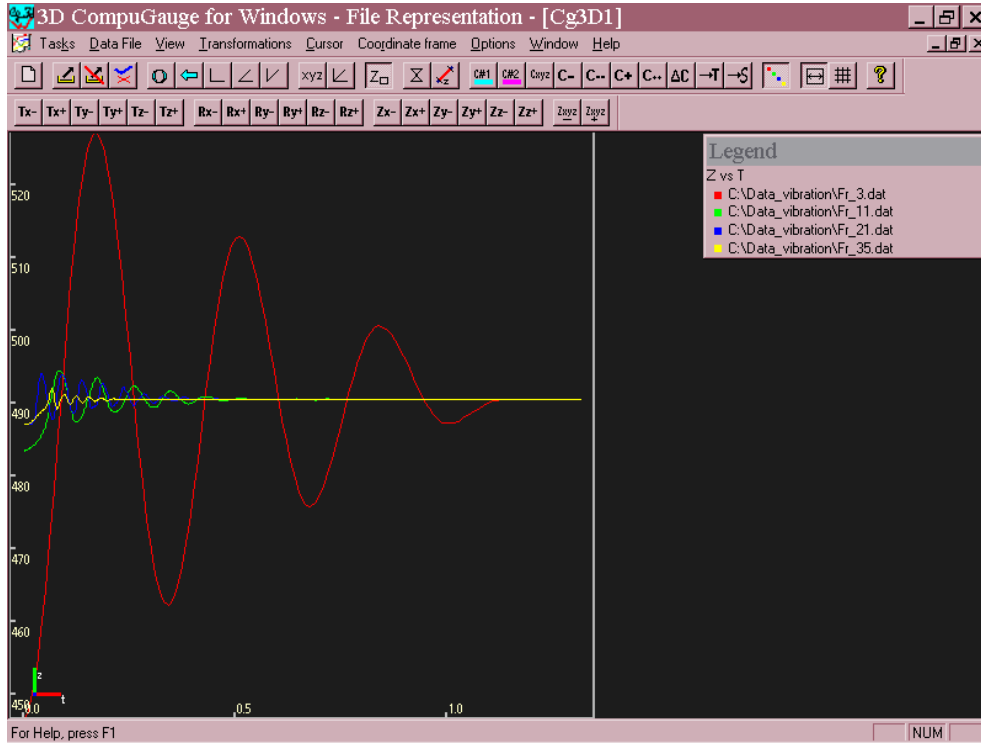 3D CompuGauge for Windows - File Representation - [Cg3D1]
Tasks Data File View Transformations Cursor Coordinate frame Options Window Help
xyz Z C#1 C#2 Cxyz C- C-- C+ C++ ΔC →T →S ?
Tx- Tx+ Ty- Ty+ Tz- Tz+ Rx- Rx+ Ry- Ry+ Rz- Rz+ Zx- Zx+ Zy- Zy+ Zz- Zz+ Zxyz Zxyz
Legend
Z vs T
C:\Data_vibration\Fr_3.dat
C:\Data_vibration\Fr_11.dat
C:\Data_vibration\Fr_21.dat
C:\Data_vibration\Fr_35.dat
520
510
500
490
480
470
460
450
z
t
0.0 0.5 1.0
For Help, press F1 NUM